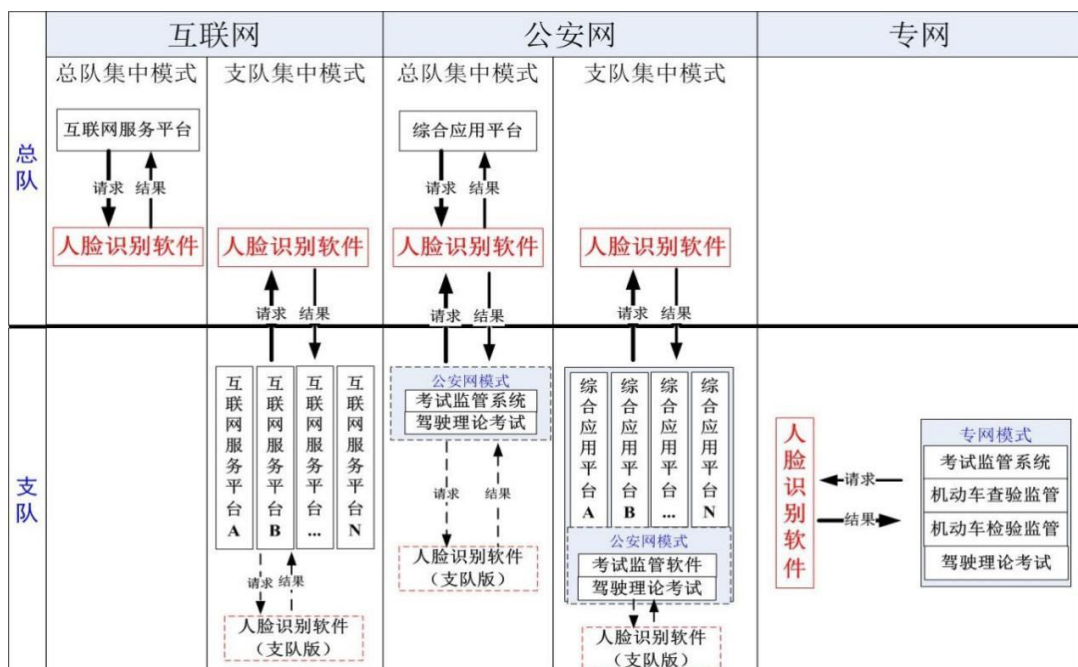 互联网
公安网
专网
总队集中模式
支队集中模式
总队集中模式
支队集中模式
总队
互联网服务平台
请求
结果
人脸识别软件
人脸识别软件
请求
结果
综合应用平台
请求
结果
人脸识别软件
请求
结果
人脸识别软件
请求
结果
支队
互联网服务平台A
互联网服务平台B
互联网服务平台...
互联网服务平台N
请求
结果
人脸识别软件
(支队版)
公安网模式
考试监管系统
驾驶理论考试
请求
结果
人脸识别软件
(支队版)
综合应用平台A
综合应用平台B
综合应用平台...
综合应用平台N
公安网模式
考试监管软件
驾驶理论考试
人脸识别软件
(支队版)
人脸识别软件
请求
结果
专网模式
考试监管系统
机动车查验监管
机动车检验监管
驾驶理论考试